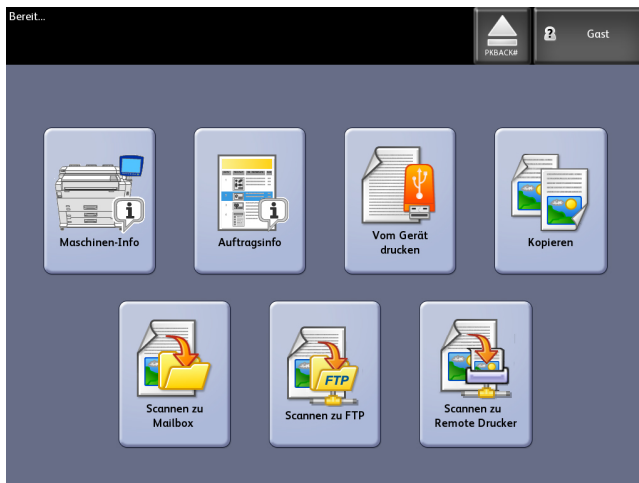 Bereit...
PKBACK#
Gast
Maschinen-Info
Auftragsinfo
Vom Gerät
drucken
Kopieren
Scannen zu
Mailbox
FTP
Scannen zu FTP
Scannen zu
Remote Drucker